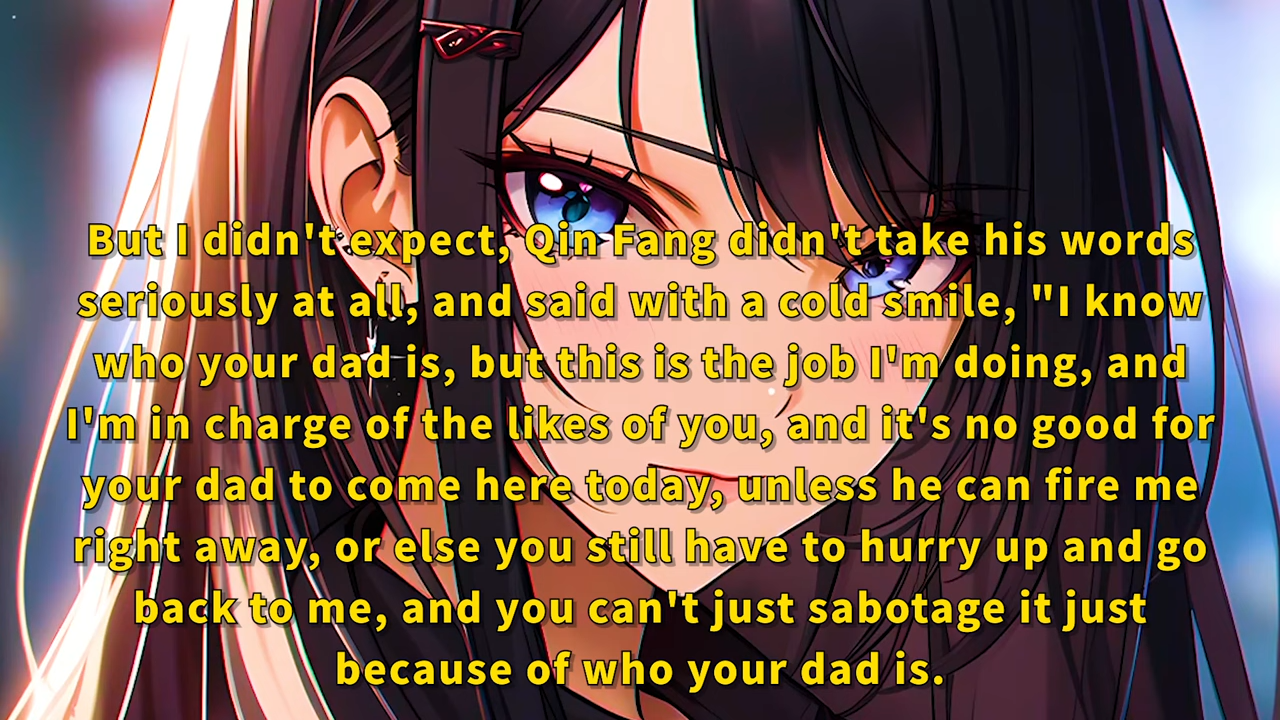 But I didn't expect, Qin Fang didn't take his words
seriously at all, and said with a cold smile, "I know
who your dad is, but this is the job I'm doing, and
I'm in charge of the likes of you, and it's no good for
your dad to come here today, unless he can fire me
right away, or else you still have to hurry up and go
back to me, and you can't just sabotage it just
because of who your dad is.